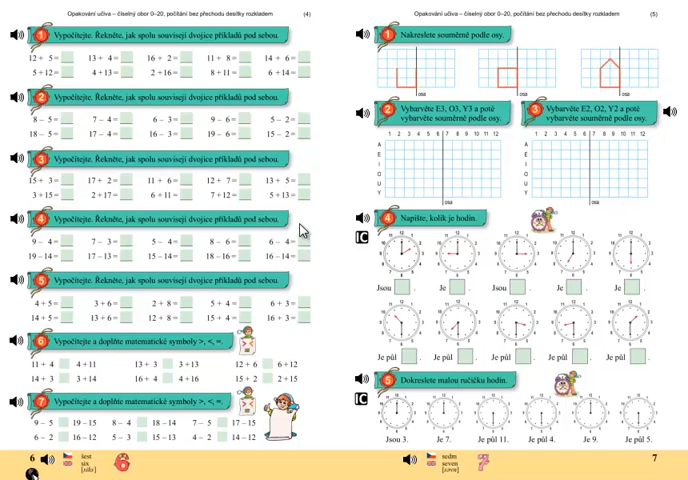 Opakování učiva – číselný obor 0–20, počítání bez přechodu desítky rozkladem (4)
1 Vypočítejte. Řekněte, jak spolu souvisejí dvojice příkladů pod sebou.
12 + 5 = 13 + 4 = 16 + 2 = 11 + 8 = 14 + 6 =
5 + 12 = 4 + 13 = 2 + 16 = 8 + 11 = 6 + 14 =
2 Vypočítejte. Řekněte, jak spolu souvisejí dvojice příkladů pod sebou.
8 – 5 = 7 – 4 = 6 – 3 = 9 – 6 = 5 – 2 =
18 – 5 = 17 – 4 = 16 – 3 = 19 – 6 = 15 – 2 =
3 Vypočítejte. Řekněte, jak spolu souvisejí dvojice příkladů pod sebou.
15 + 3 = 17 + 2 = 11 + 6 = 12 + 7 = 13 + 5 =
3 + 15 = 2 + 17 = 6 + 11 = 7 + 12 = 5 + 13 =
4 Vypočítejte. Řekněte, jak spolu souvisejí dvojice příkladů pod sebou.
9 – 4 = 7 – 3 = 5 – 4 = 8 – 6 = 6 – 4 =
19 – 14 = 17 – 13 = 15 – 14 = 18 – 16 = 16 – 14 =
5 Vypočítejte. Řekněte, jak spolu souvisejí dvojice příkladů pod sebou.
4 + 5 = 3 + 6 = 2 + 8 = 5 + 4 = 6 + 3 =
14 + 5 = 13 + 6 = 12 + 8 = 15 + 4 = 16 + 3 =
6 Vypočítejte a doplňte matematické symboly >, <, =.
11 + 4 4 + 11 13 + 3 3 + 13 12 + 6 6 + 12
14 + 3 3 + 14 16 + 4 4 + 16 15 + 2 2 + 15
7 Vypočítejte a doplňte matematické symboly >, <, =.
9 – 5 19 – 15 8 – 4 18 – 14 7 – 5 17 – 15
6 – 2 16 – 12 5 – 3 15 – 13 4 – 2 14 – 12
6 šest
six
[siks]
6
Opakování učiva – číselný obor 0–20, počítání bez přechodu desítky rozkladem (5)
1 Nakreslete souměrně podle osy.
osa osa osa
2 Vybarvěte E3, O3, Y3 a poté
vybarvěte souměrně podle osy.
3 Vybarvěte E2, O2, Y2 a poté
vybarvěte souměrně podle osy.
1 2 3 4 5 6 7 8 9 10 11 12 1 2 3 4 5 6 7 8 9 10 11 12
A A
E E
I I
O O
U U
Y Y
osa osa
4 Napište, kolik je hodin.
IC
Jsou . Je . Jsou . Je . Je .
Je půl . Je půl . Je půl . Je půl . Je půl .
5 Dokreslete malou ručičku hodin.
IC
Jsou 3. Je 7. Je půl 11. Je půl 4. Je 9. Je půl 5.
sedm
seven
[sevn]
7
7